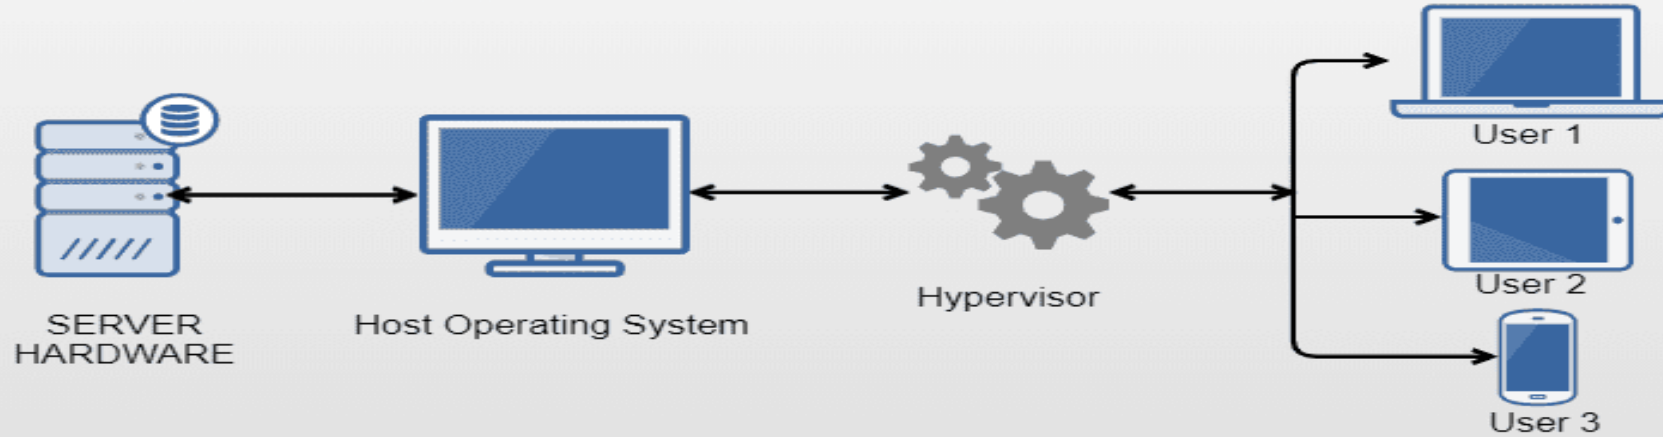 SERVER
HARDWARE
Host Operating System
Hypervisor
User 1
User 2
User 3